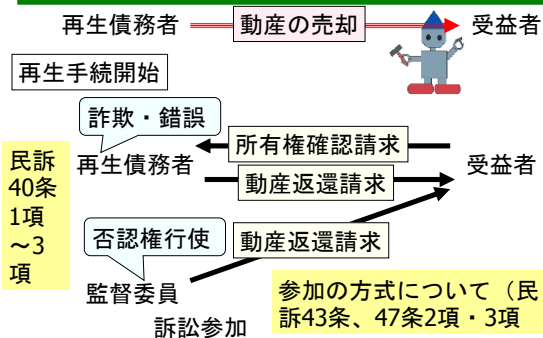 再生債務者
動産の売却
受益者
再生手続開始
詐欺・錯誤
所有権確認請求
民訴
40条
1項
～3
項
再生債務者
受益者
動産返還請求
否認権行使
動産返還請求
監督委員
訴訟参加
参加の方式について（民
訴43条、47条2項・3項